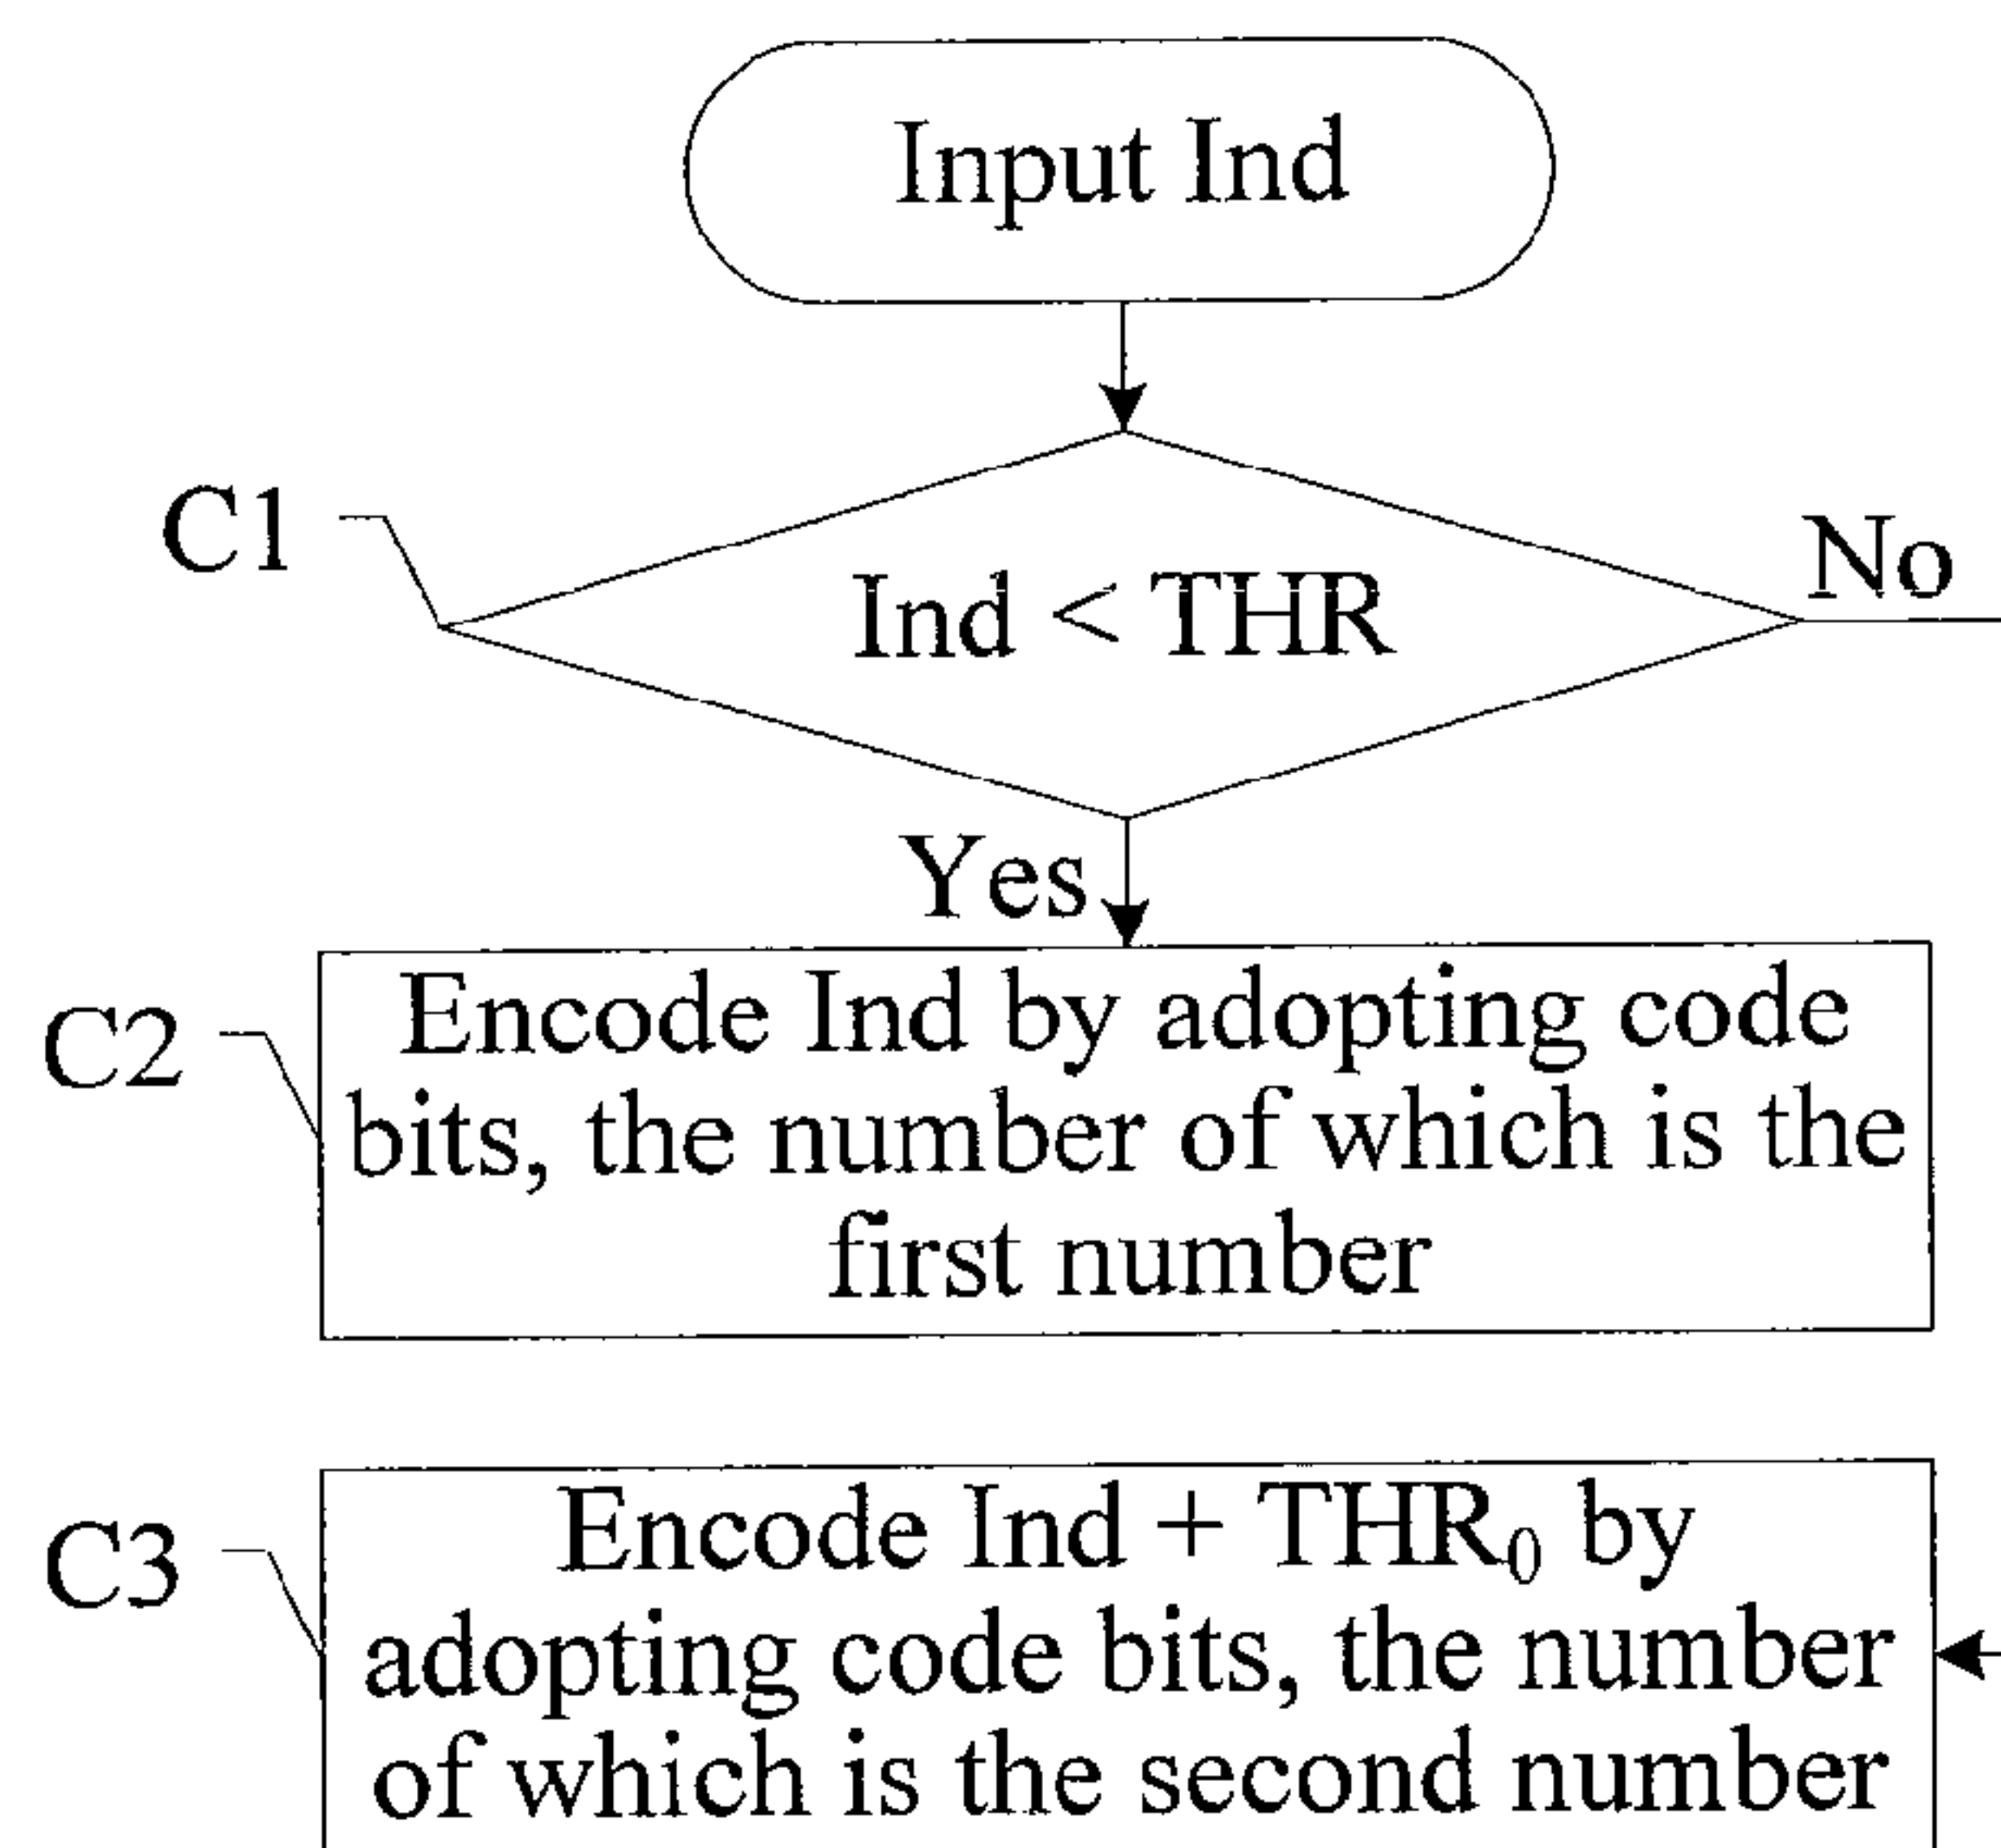 Input Ind
C1
Ind < THR
No
Yes
C2
Encode Ind by adopting code
bits, the number of which is the
first number
C3
Encode Ind + THR₀ by
adopting code bits, the number
of which is the second number